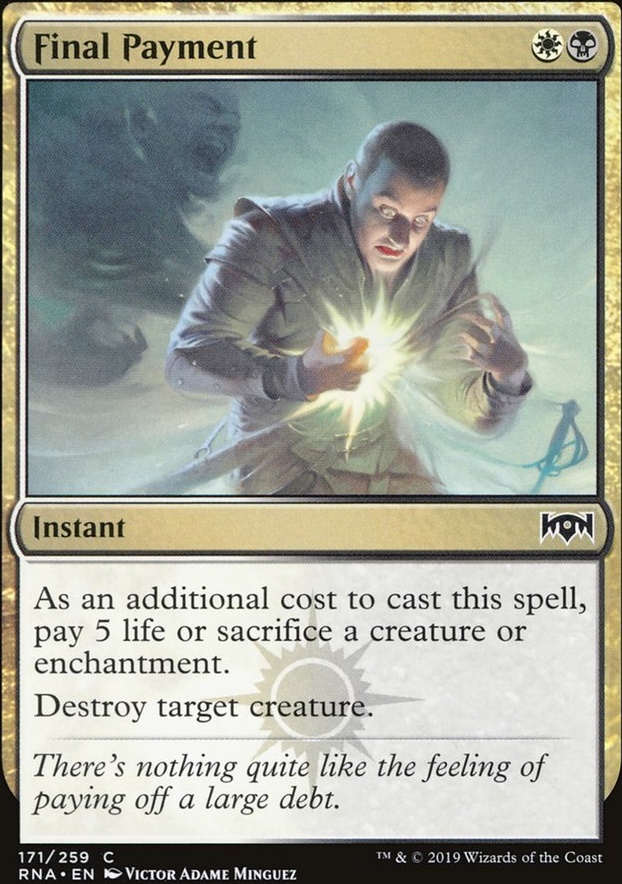 Final Payment
Instant
As an additional cost to cast this spell,
pay 5 life or sacrifice a creature or
enchantment.
Destroy target creature.
There's nothing quite like the feeling of
paying off a large debt.
171/259 C
RNA • EN Victor Adame Minguez
™ & © 2019 Wizards of the Coast